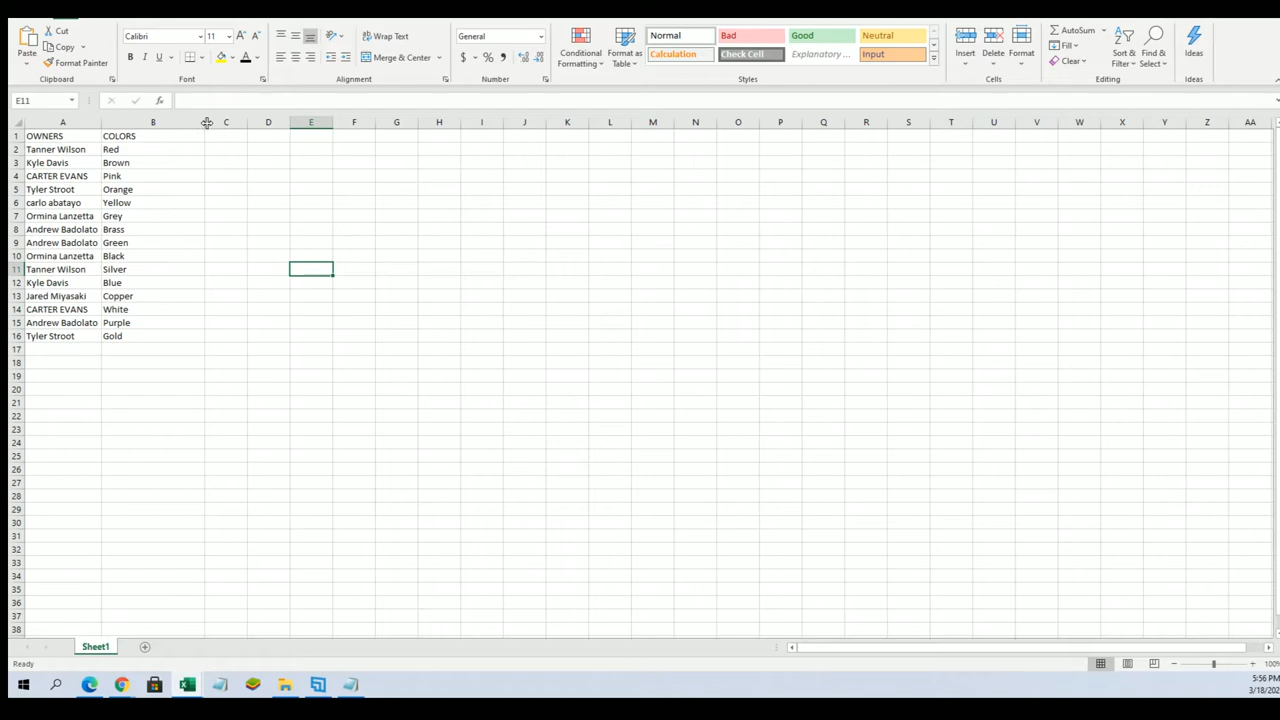 Cut
Copy
Paste
Format Painter
Clipboard
Calibri 11
B I U A
Font
Wrap Text
Merge & Center
Alignment
General
$ % ,
Number
Conditional Formatting
Format as Table
Normal Bad Good Neutral
Calculation Check Cell Explanatory ... Input
Styles
Insert Delete Format
Cells
AutoSum
Fill
Clear
Sort & Filter
Find & Select
Editing
Ideas
Ideas
E11 fx
A B C D E F G H I J K L M N O P Q R S T U V W X Y Z AA
1 OWNERS COLORS
2 Tanner Wilson Red
3 Kyle Davis Brown
4 CARTER EVANS Pink
5 Tyler Stroot Orange
6 carlo abatayo Yellow
7 Ormina Lanzetta Grey
8 Andrew Badolato Brass
9 Andrew Badolato Green
10 Ormina Lanzetta Black
11 Tanner Wilson Silver
12 Kyle Davis Blue
13 Jared Miyasaki Copper
14 CARTER EVANS White
15 Andrew Badolato Purple
16 Tyler Stroot Gold
17
18
19
20
21
22
23
24
25
26
27
28
29
30
31
32
33
34
35
36
37
38
Sheet1
Ready 100%
5:56 PM
3/18/202